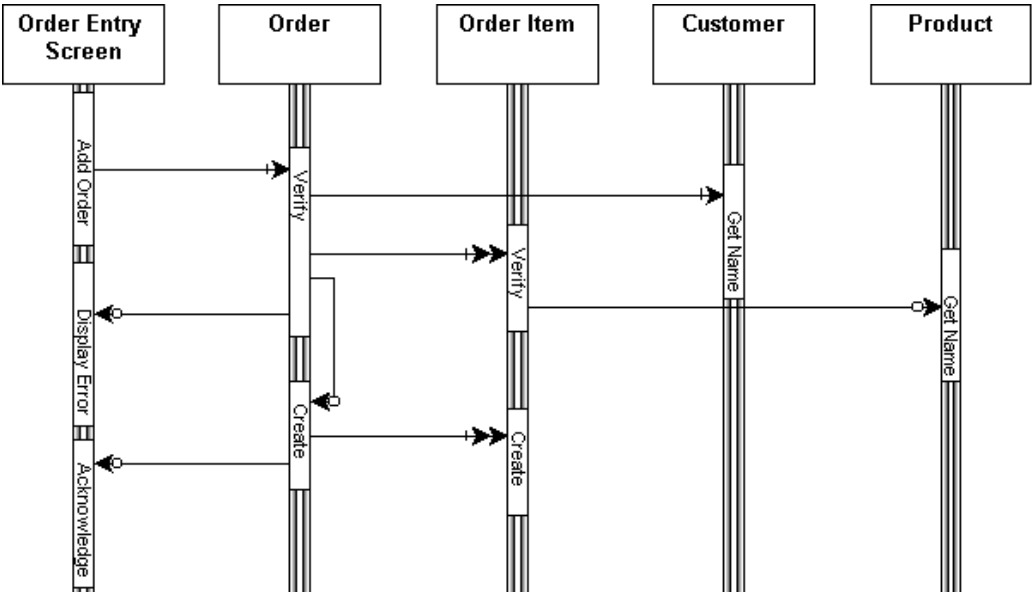 Order Entry
Screen
Order
Order Item
Customer
Product
Add Order
Verify
Get Name
Verify
Get Name
Display Error
Create
Create
Acknowledge